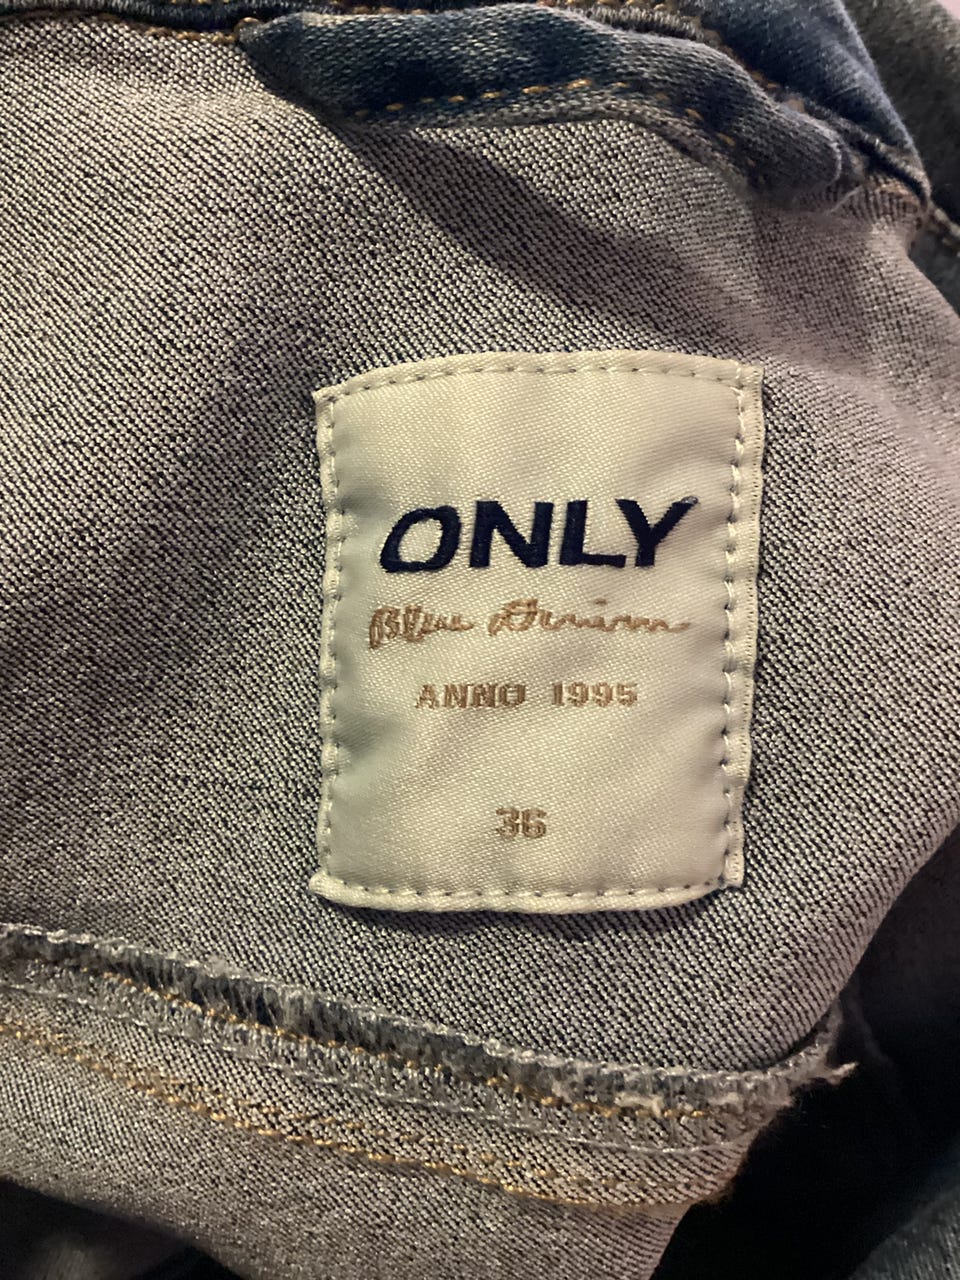 ONLY
Blue Denim
ANNO 1995
36